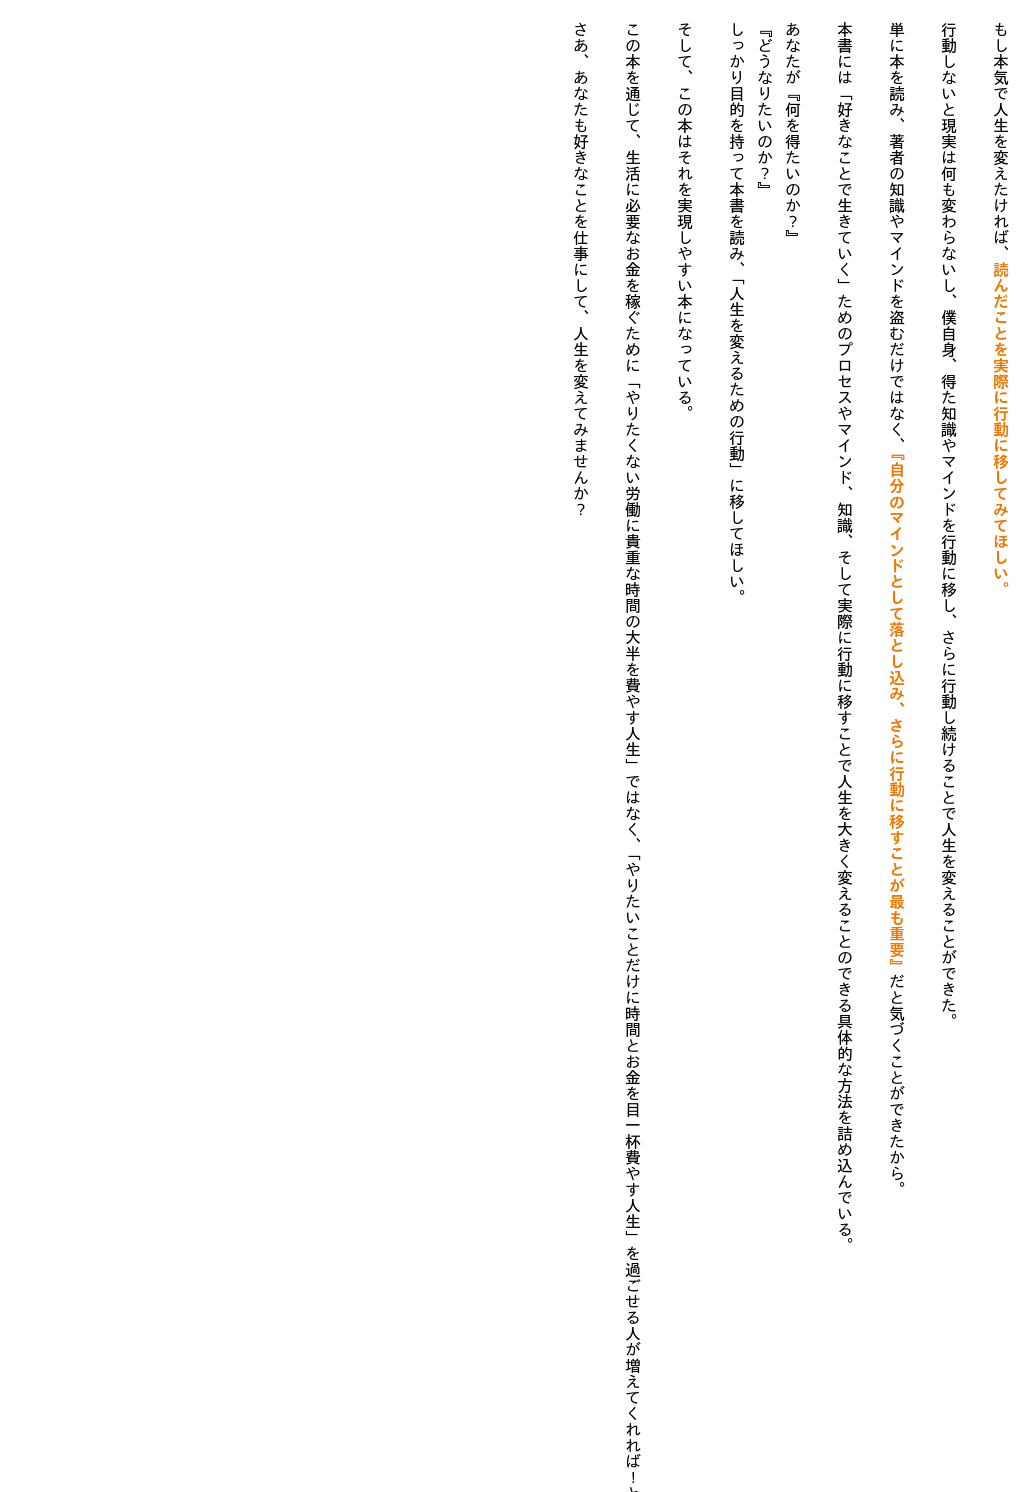 もし本気で人生を変えたければ、読んだことを実際に行動に移してみてほしい。
行動しないと現実は何も変わらないし、僕自身、得た知識やマインドを行動に移し、さらに行動し続けることで人生を変えることができた。
単に本を読み、著者の知識やマインドを盗むだけではなく、『自分のマインドとして落とし込み、さらに行動に移すことが最も重要』だと気づくことができたから。
本書には「好きなことで生きていく」ためのプロセスやマインド、知識、そして実際に行動に移すことで人生を大きく変えることのできる具体的な方法を詰め込んでいる。
あなたが『何を得たいのか？』
『どうなりたいのか？』
しっかり目的を持って本書を読み、「人生を変えるための行動」に移してほしい。
そして、この本はそれを実現しやすい本になっている。
この本を通じて、生活に必要なお金を稼ぐために「やりたくない労働に貴重な時間の大半を費やす人生」ではなく、「やりたいことだけに時間とお金を目一杯費やす人生」を過ごせる人が増えてくれれば！
さあ、あなたも好きなことを仕事にして、人生を変えてみませんか？